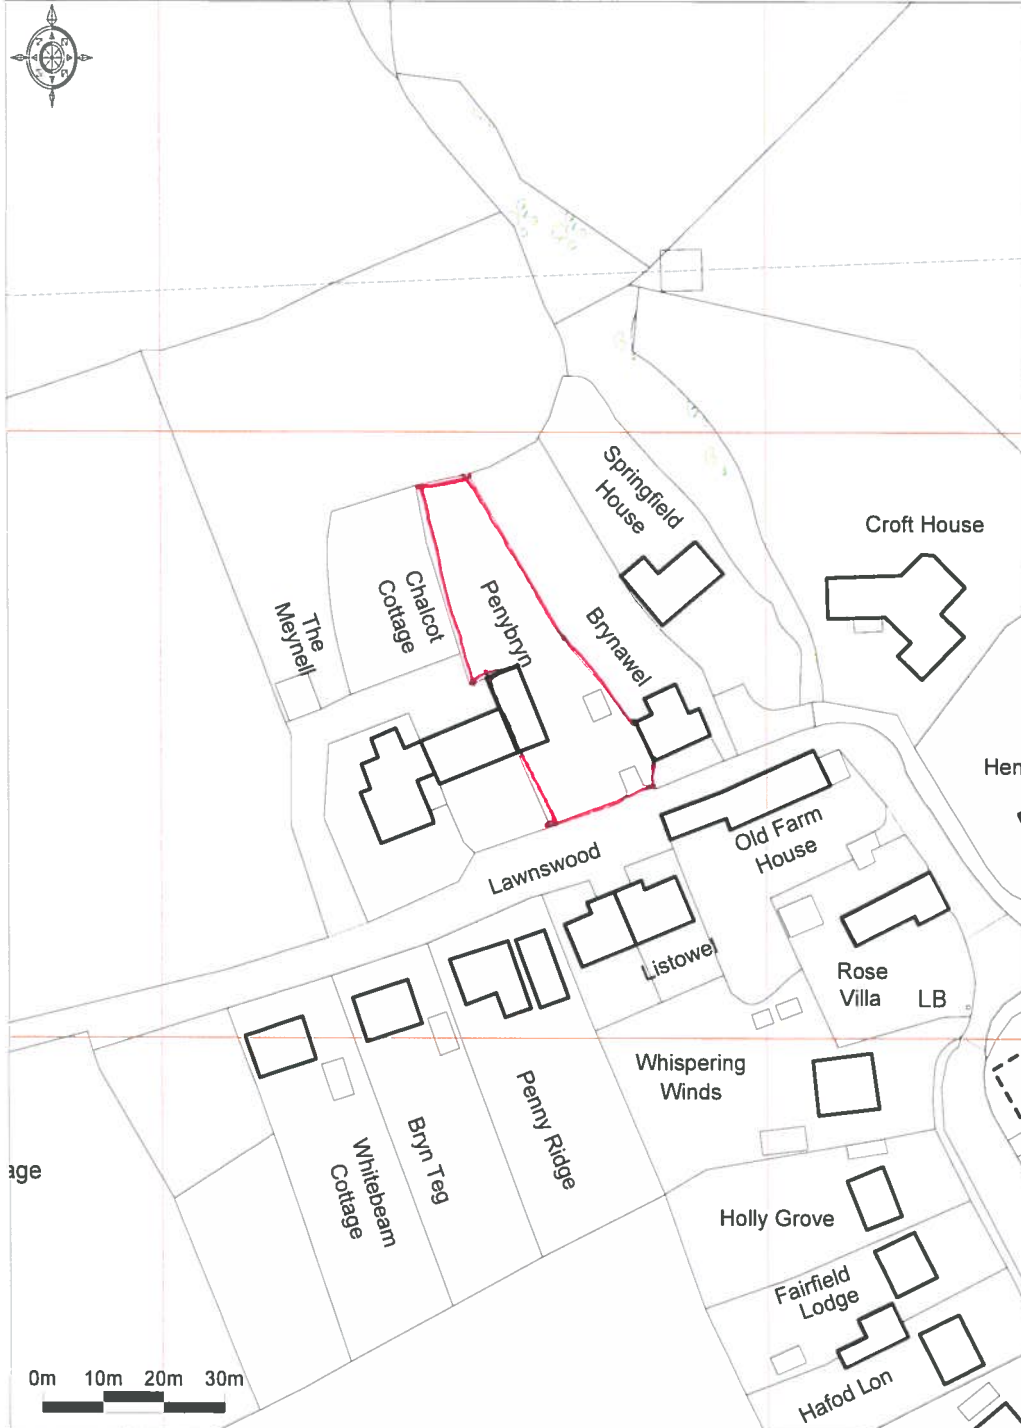 Springfield
House
Croft House
Chalcot
Cottage
Penybryn
The
Meynell
Brynawel
Old Farm
House
Lawnswood
Listowel
Rose
Villa
LB
Whispering
Winds
Penny Ridge
Bryn Teg
Whitebeam
Cottage
Holly Grove
Fairfield
Lodge
Hafod Lon
0m 10m 20m 30m
age
Hen